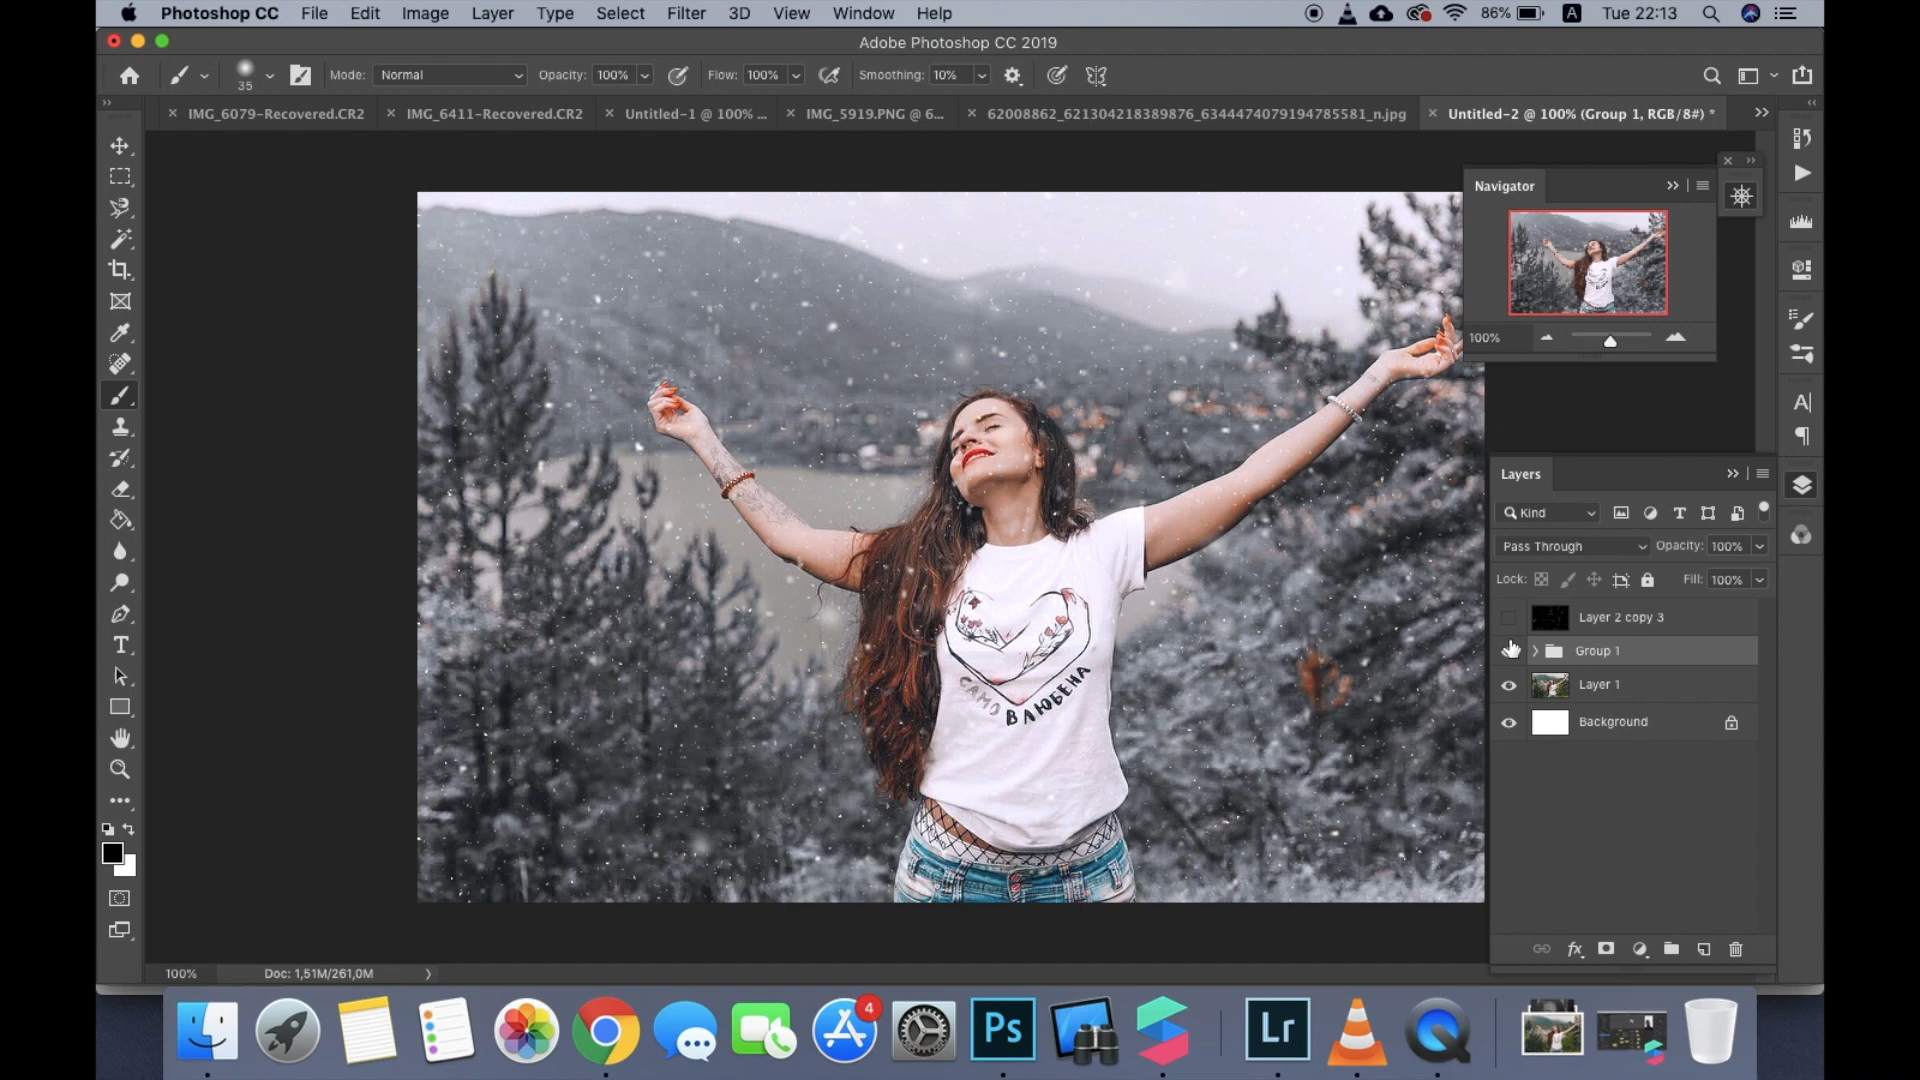 Photoshop CC File Edit Image Layer Type Select Filter 3D View Window Help 86% A Tue 22:13
Adobe Photoshop CC 2019
35 Mode: Normal Opacity: 100% Flow: 100% Smoothing: 10%
IMG_6079-Recovered.CR2 IMG_6411-Recovered.CR2 Untitled-1 @ 100% ... IMG_5919.PNG @ 6... 62008862_621304218389876_6344474079194785581_n.jpg Untitled-2 @ 100% (Group 1, RGB/8#) *
Navigator
100%
САМО
ВЛЮБЕНА
Layers
Kind
Pass Through Opacity: 100%
Lock: Fill: 100%
Layer 2 copy 3
Group 1
Layer 1
Background
100% Doc: 1,51M/261,0M
4
Ps
Lr